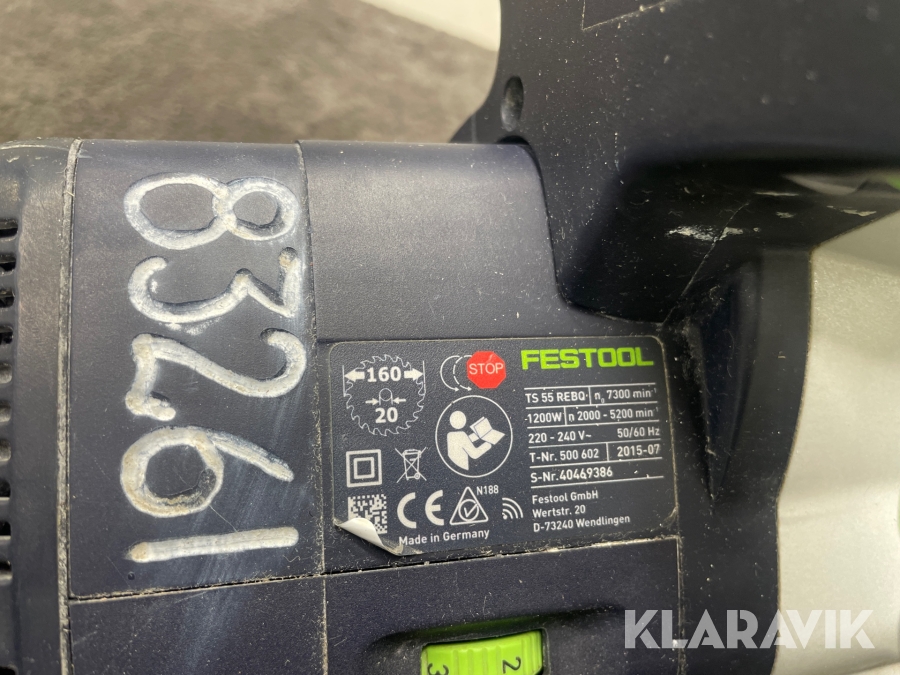 83261
160
20
STOP
FESTOOL
TS 55 REBQ- n₀ 7300 min⁻¹
1200W n 2000 - 5200 min⁻¹
220 - 240 V~ 50/60 Hz
T-Nr. 500 602 2015-07
S-Nr. 40469386
N188
Festool GmbH
Wertstr. 20
D-73240 Wendlingen
CE
Made in Germany
3 2
KLARAVIK